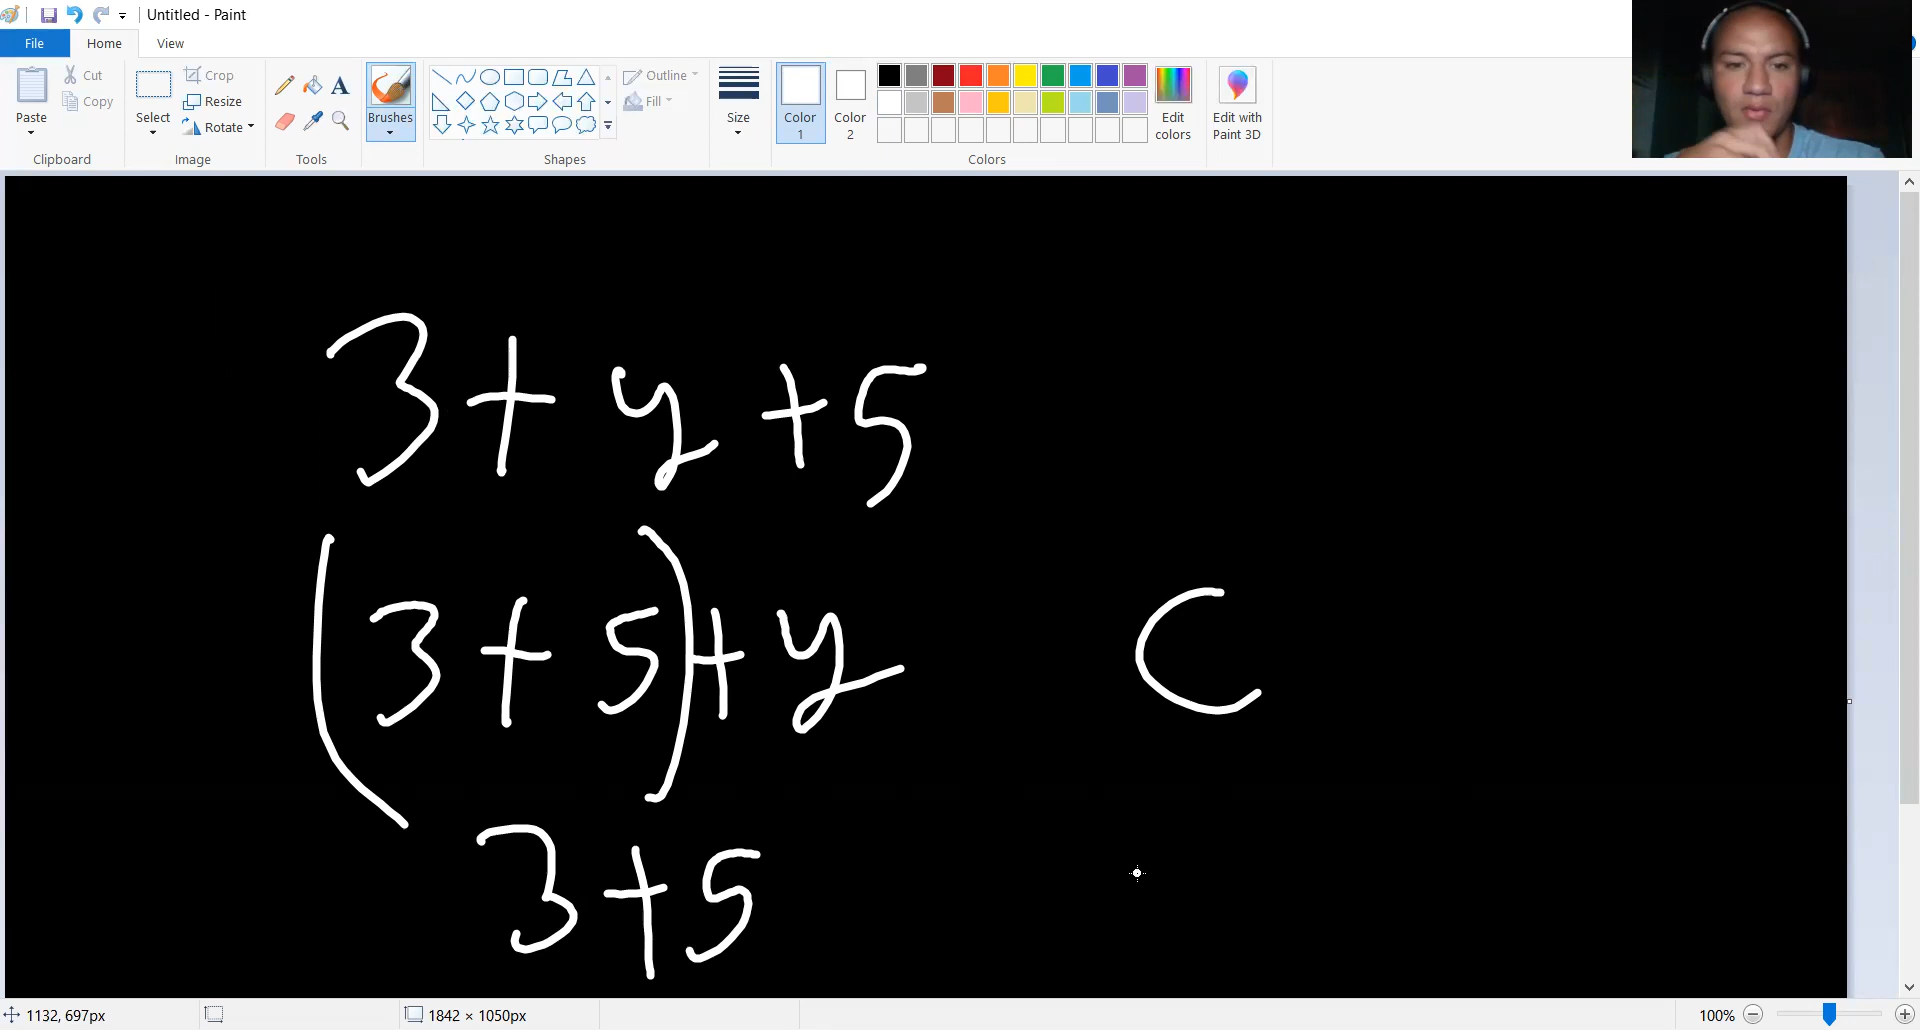 Untitled - Paint
File Home View
Paste Cut Copy Select Crop Resize Rotate Brushes Outline Fill Size Color 1 Color 2 Edit colors Edit with Paint 3D
Clipboard Image Tools Shapes Colors
3 + y + 5
(3 + 5) + y C
3 + 5
1132, 697px 1842 × 1050px 100%